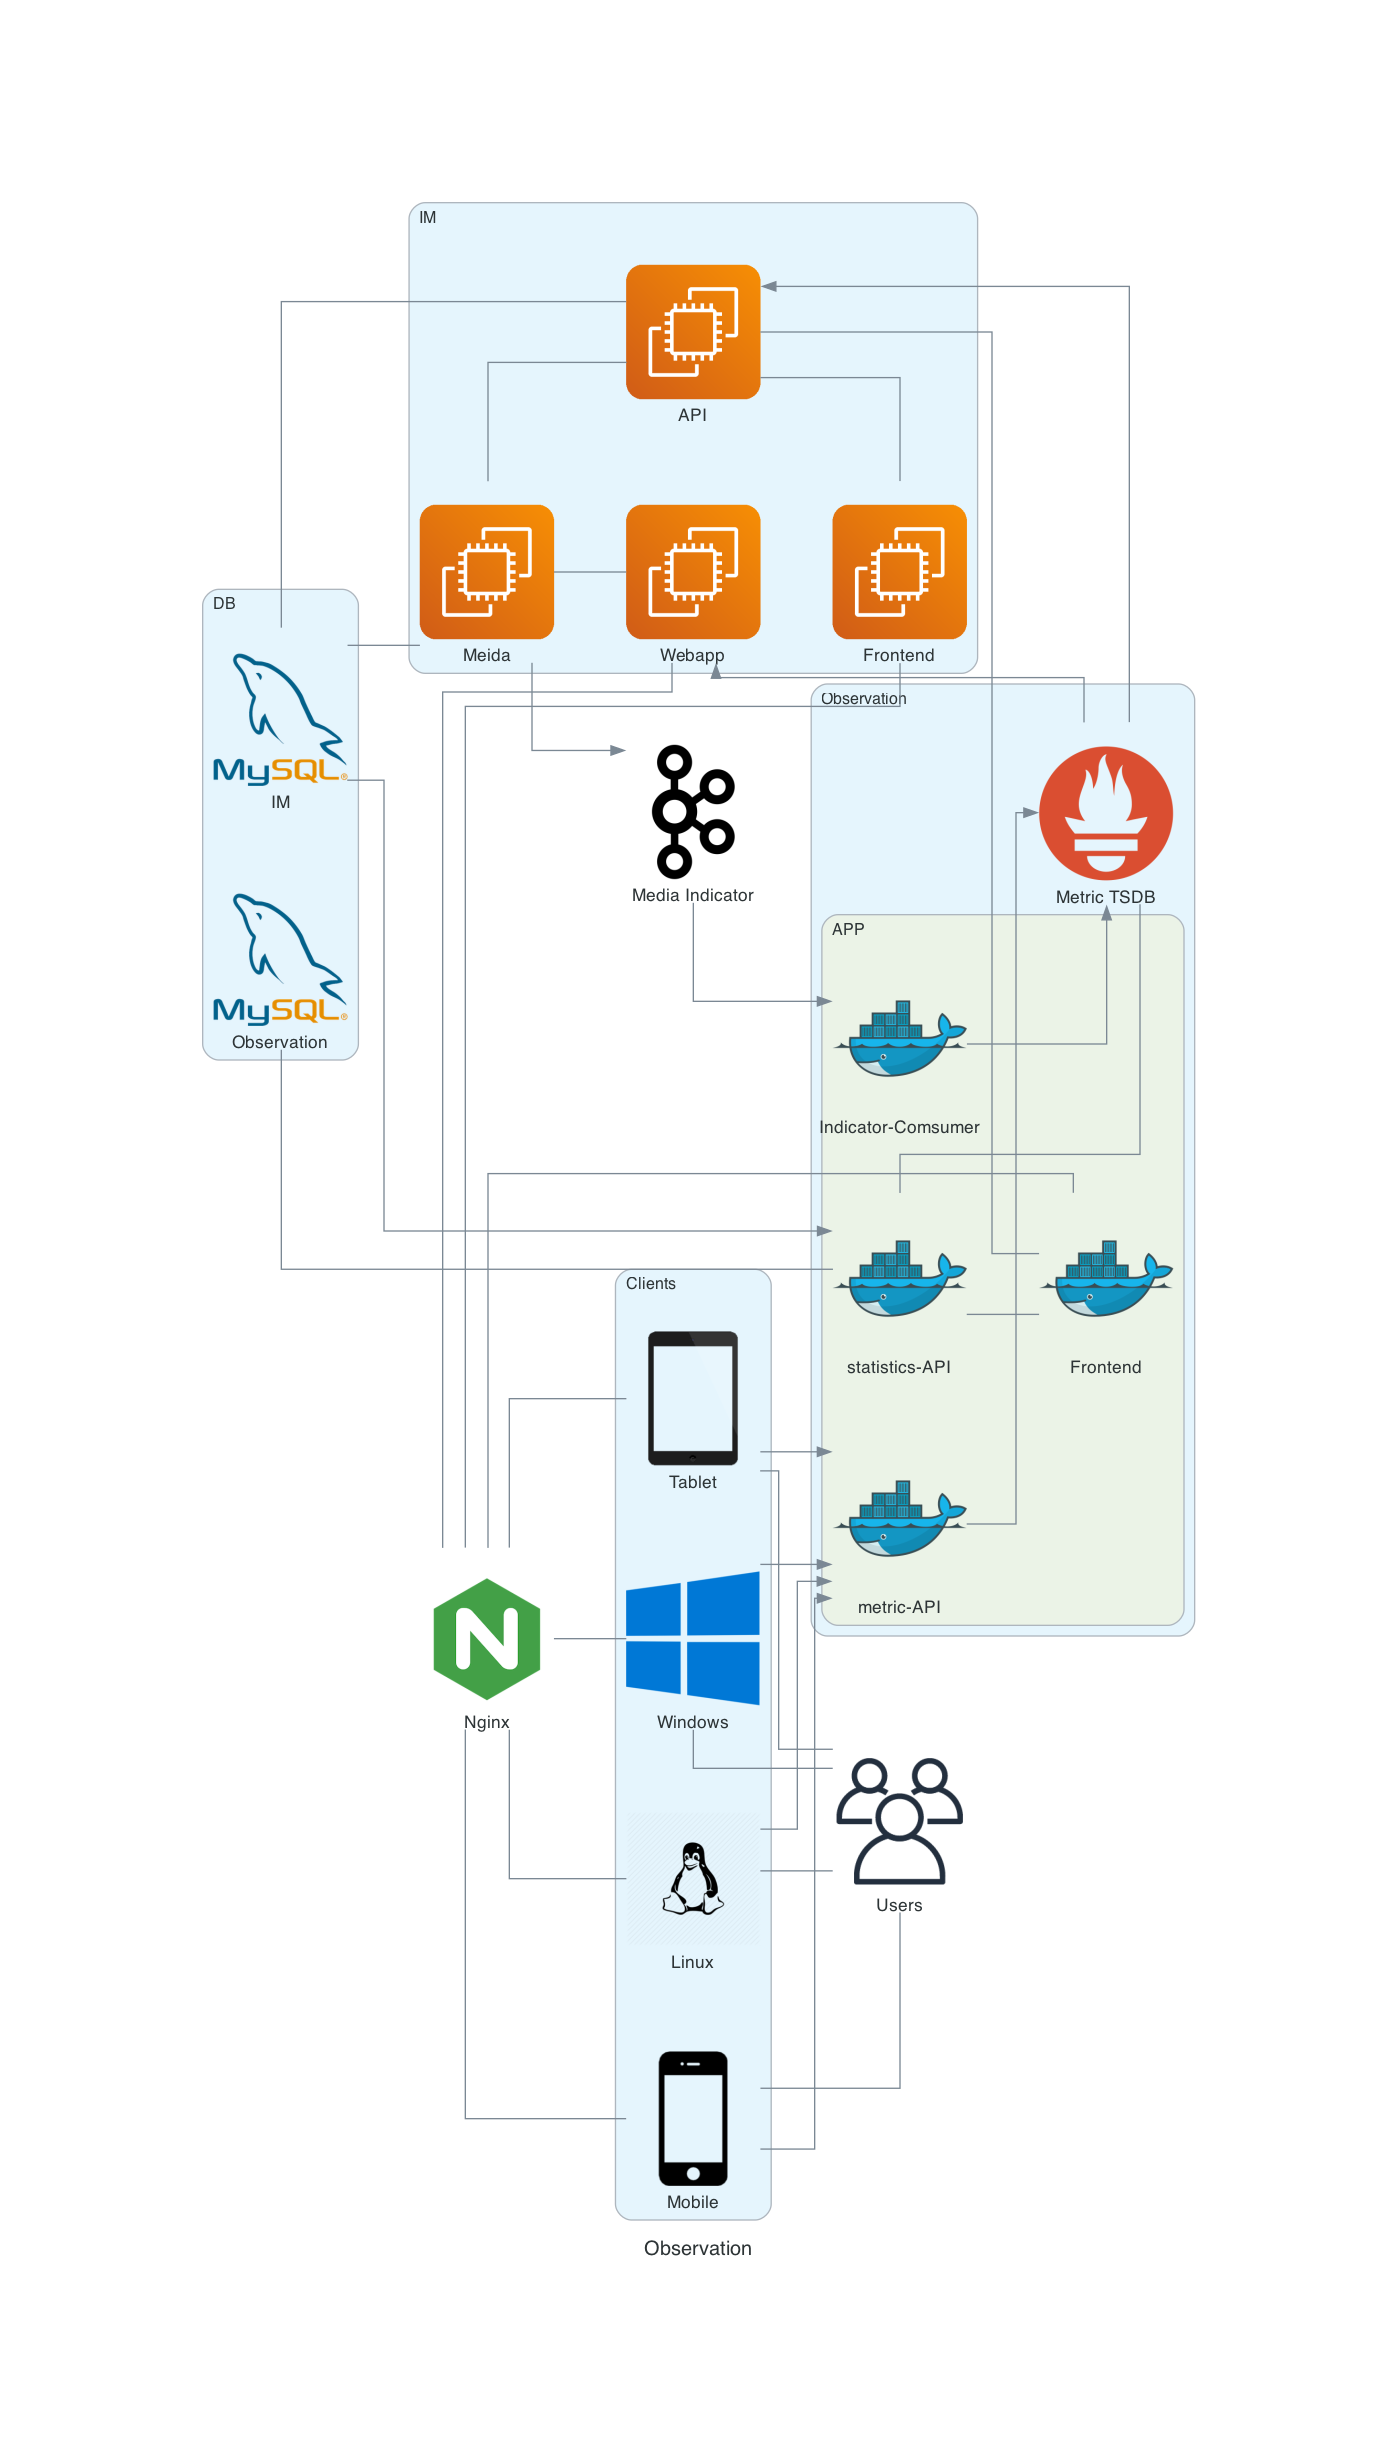 IM
API
Meida
Webapp
Frontend
DB
MySQL®
IM
MySQL®
Observation
Media Indicator
Observation
Metric TSDB
APP
Indicator-Comsumer
statistics-API
Frontend
metric-API
Clients
Tablet
Nginx
Windows
Linux
Users
Mobile
Observation